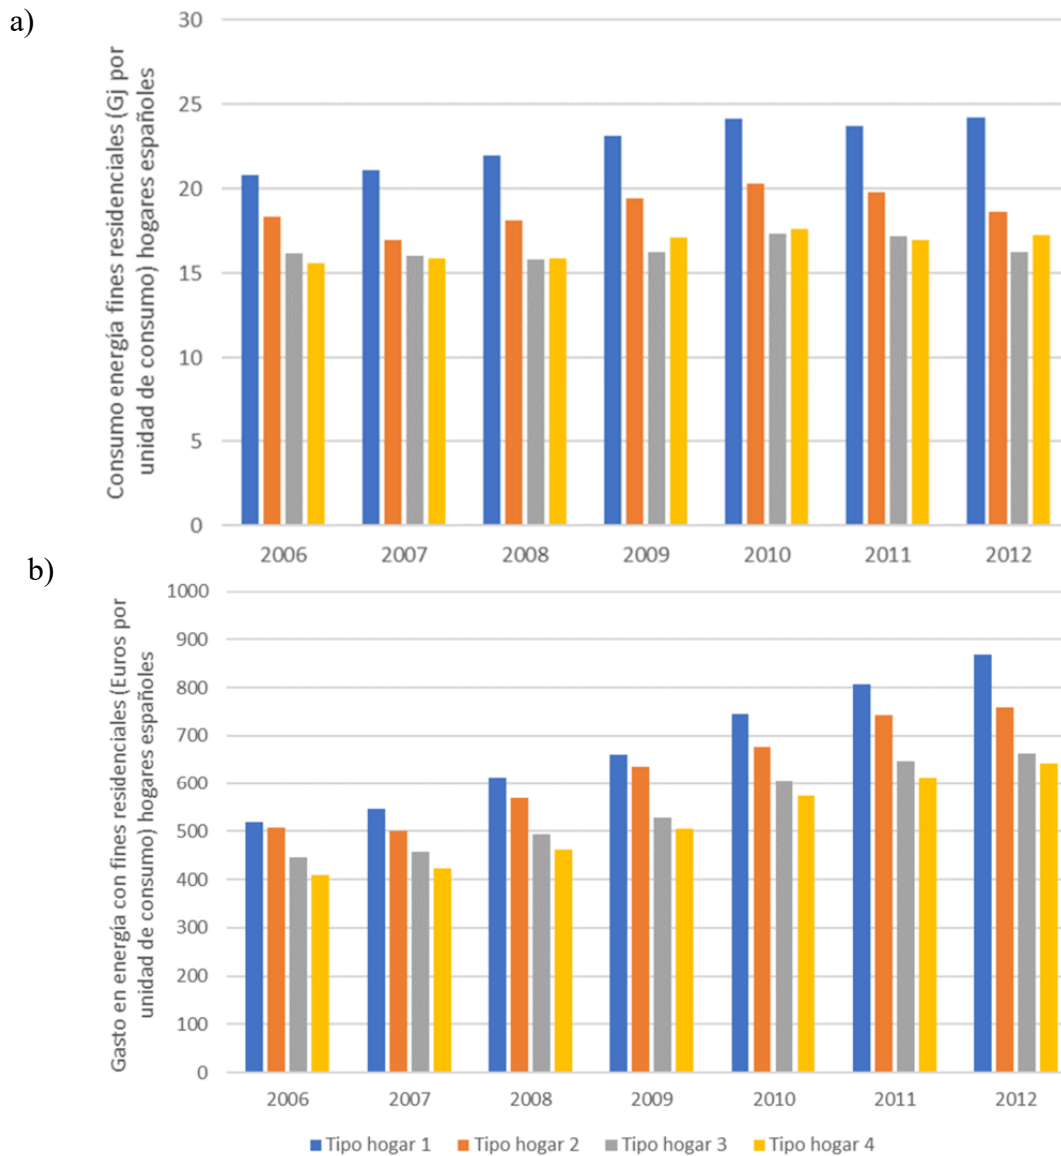 a)
Consumo energía fines residenciales (Gj por
unidad de consumo) hogares españoles
30
25
20
15
10
5
0
2006 2007 2008 2009 2010 2011 2012
b)
Gasto en energía con fines residenciales (Euros por
unidad de consumo) hogares españoles
1000
900
800
700
600
500
400
300
200
100
0
2006 2007 2008 2009 2010 2011 2012
Tipo hogar 1 Tipo hogar 2 Tipo hogar 3 Tipo hogar 4